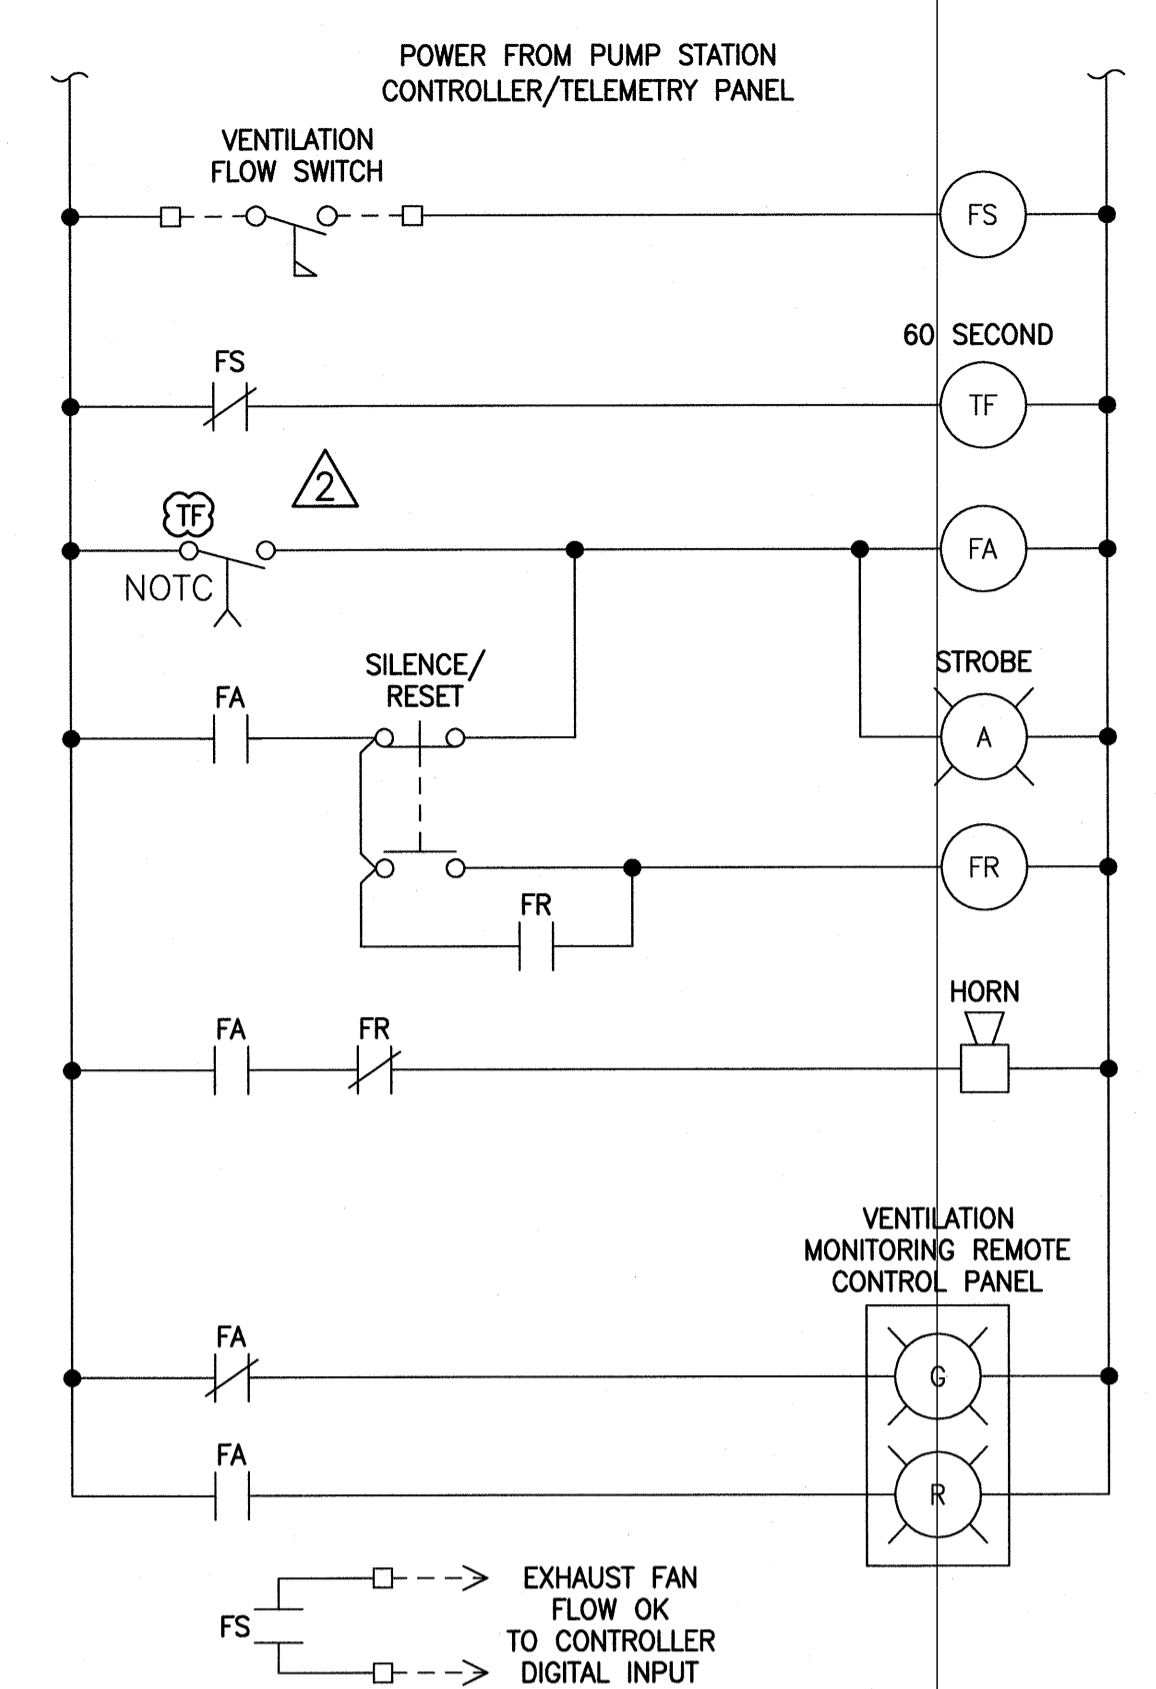 POWER FROM PUMP STATION
CONTROLLER/TELEMETRY PANEL
VENTILATION
FLOW SWITCH
FS
60 SECOND
FS
TF
2
TF
NOTC
FA
SILENCE/
RESET
STROBE
FA
A
FR
FR
HORN
FA
FR
VENTILATION
MONITORING REMOTE
CONTROL PANEL
FA
G
FA
R
EXHAUST FAN
FLOW OK
FS
TO CONTROLLER
DIGITAL INPUT